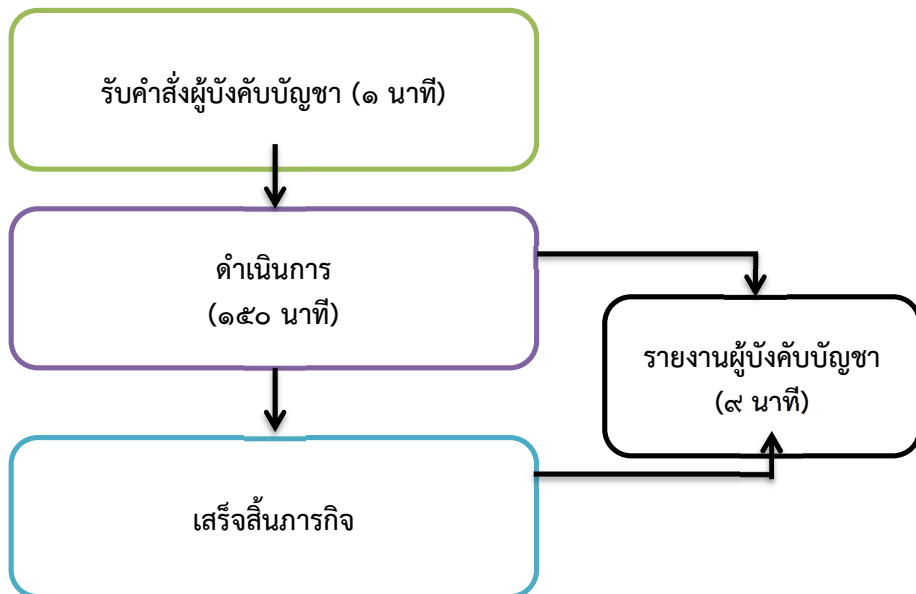 รับคำสั่งผู้บังคับบัญชา (๑ นาที)
ดำเนินการ
(๑๕๐ นาที)
รายงานผู้บังคับบัญชา
(๙ นาที)
เสร็จสิ้นภารกิจ